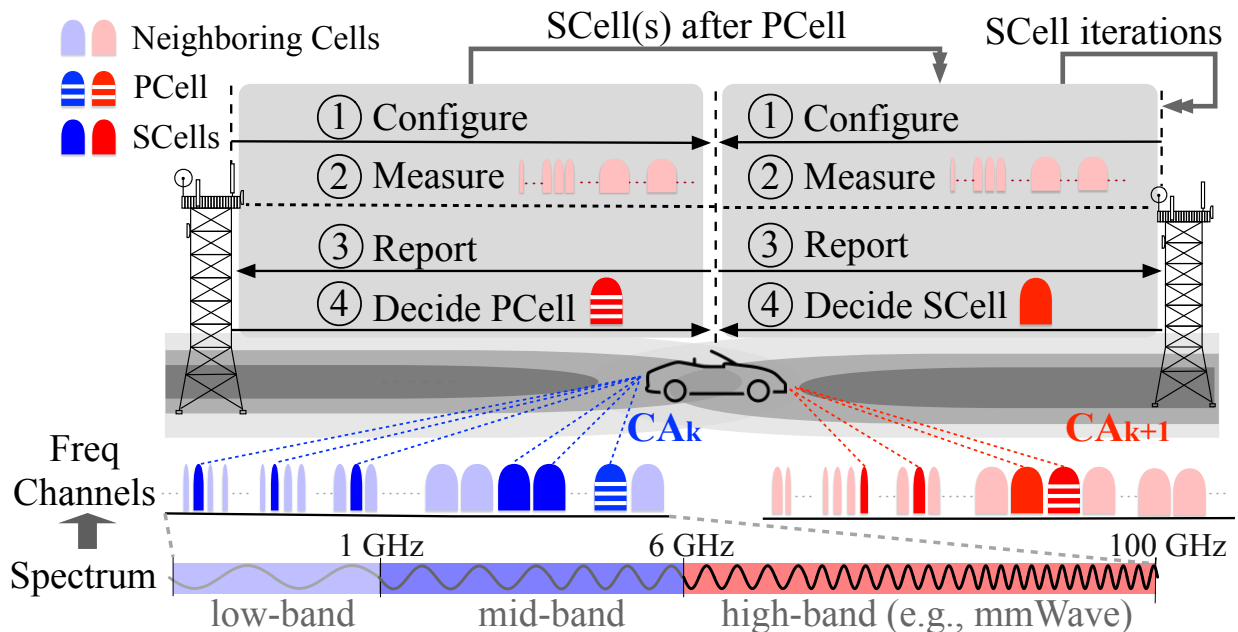 SCell(s) after PCell
SCell iterations
Neighboring Cells
PCell
SCells
1 Configure
2 Measure
3 Report
4 Decide PCell
1 Configure
2 Measure
3 Report
4 Decide SCell
CAk
CAk+1
Freq
Channels
Spectrum
1 GHz
6 GHz
100 GHz
low-band
mid-band
high-band (e.g., mmWave)